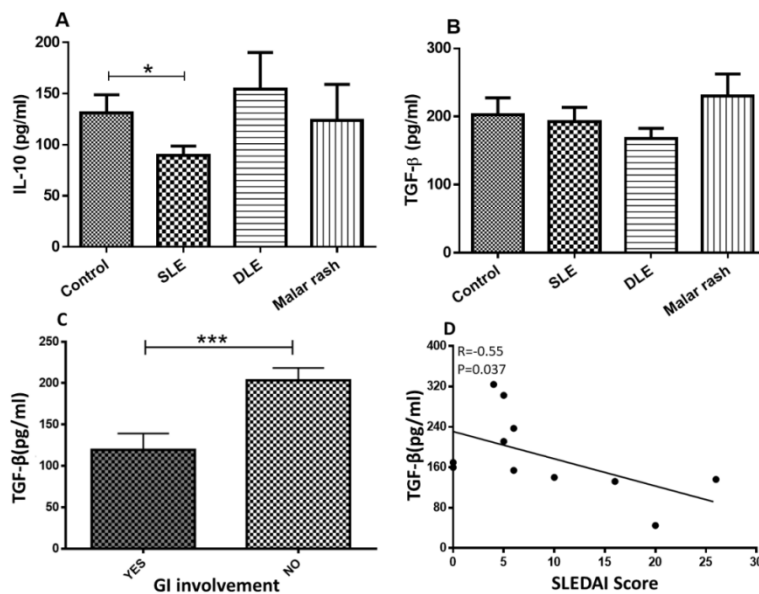 A
IL-10 (pg/ml)
200
150
100
50
0
*
Control
SLE
DLE
Malar rash
B
TGF-β (pg/ml)
300
200
100
0
Control
SLE
DLE
Malar rash
C
TGF-β(pg/ml)
250
200
150
100
50
0
***
YES
NO
GI involvement
D
R=-0.55
P=0.037
TGF-β(pg/ml)
400
320
240
160
80
0
0
5
10
15
20
25
30
SLEDAI Score